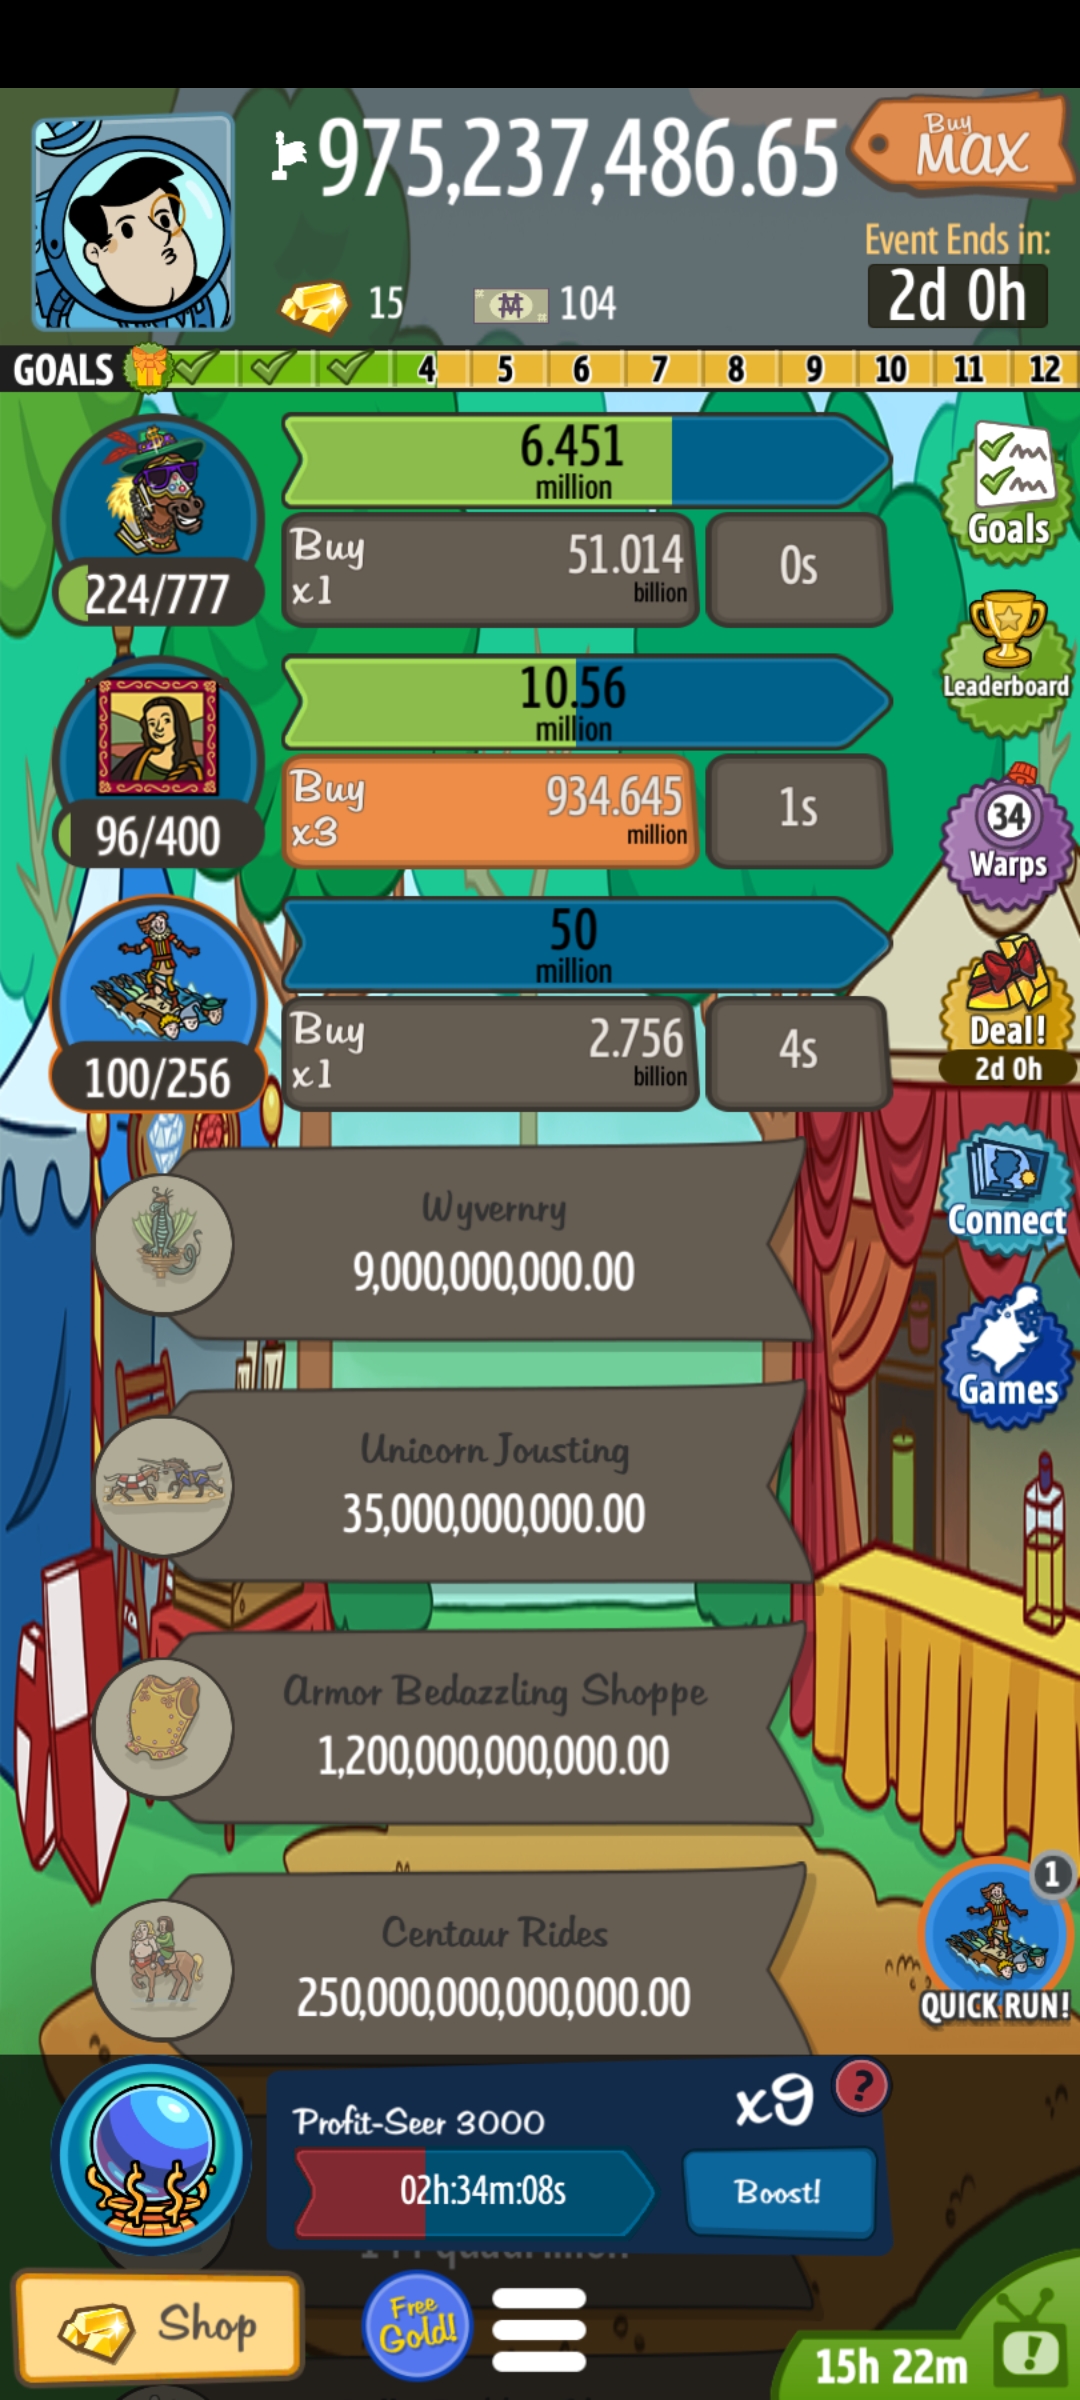 975,237,486.65
Buy
MAX
Event Ends in:
15
104
2d 0h
GOALS 4 5 6 7 8 9 10 11 12
6.451
million
Goals
Buy
x1
51.014
billion
0s
224/777
Leaderboard
10.56
million
Buy
x3
934.645
million
1s
96/400
34
Warps
50
million
Deal!
2d 0h
Buy
x1
2.756
billion
4s
100/256
Connect
Wyvernry
9,000,000,000.00
Games
Unicorn Jousting
35,000,000,000.00
Armor Bedazzling Shoppe
1,200,000,000,000.00
1
Centaur Rides
250,000,000,000,000.00
QUICK RUN!
Profit-Seer 3000
x9
?
02h:34m:08s
Boost!
Shop
Free
Gold!
15h 22m
!